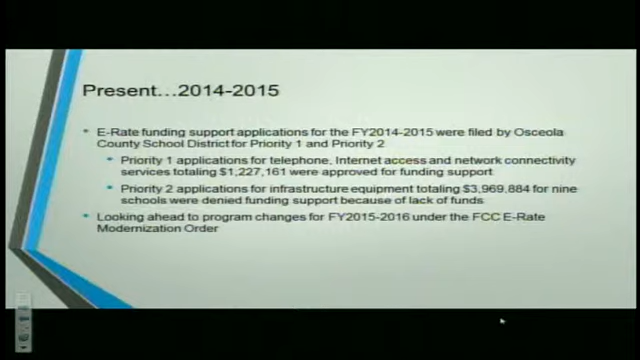 Present...2014-2015
• E-Rate funding support applications for the FY2014-2015 were filed by Osceola
County School District for Priority 1 and Priority 2
• Priority 1 applications for telephone, Internet access and network connectivity
services totaling $1,227,161 were approved for funding support
• Priority 2 applications for infrastructure equipment totaling $3,969,884 for nine
schools were denied funding support because of lack of funds
• Looking ahead to program changes for FY2015-2016 under the FCC E-Rate
Modernization Order